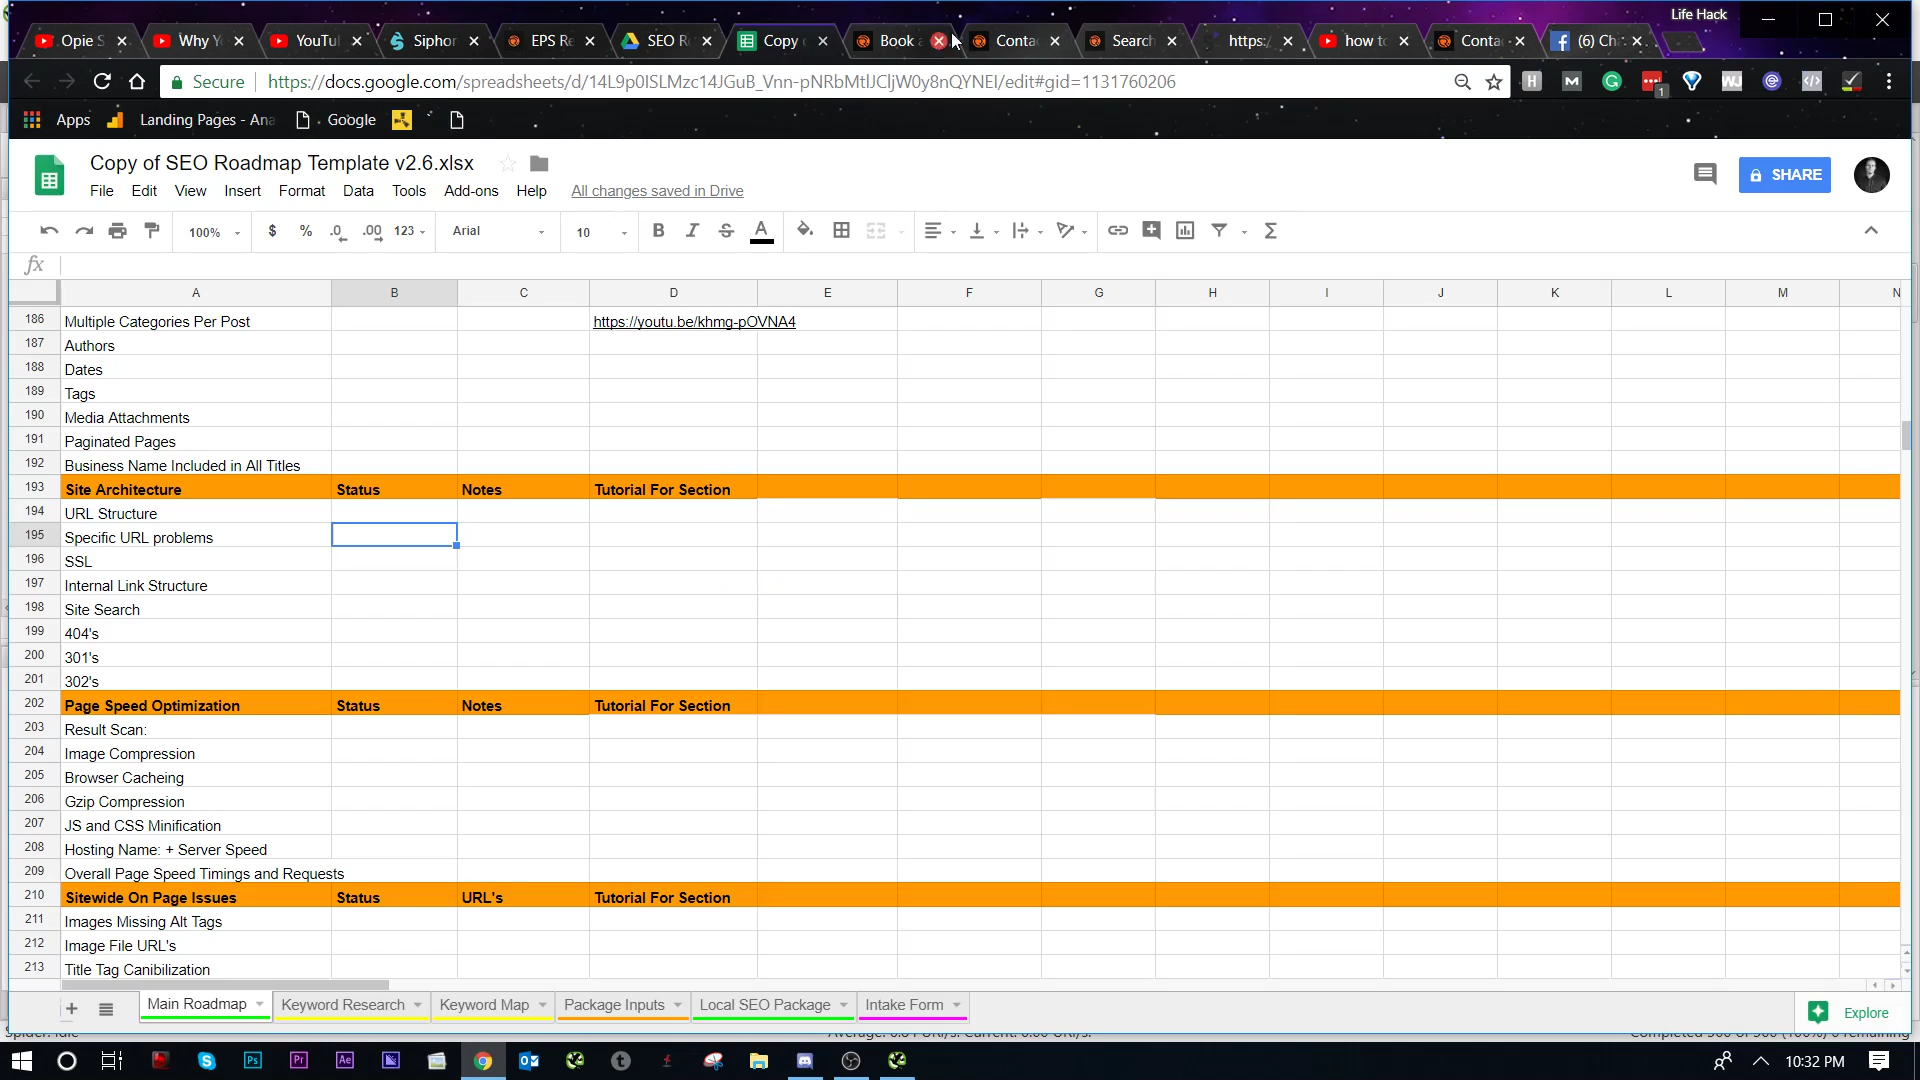 Life Hack
Opie S
Why Y
YouTul
Siphor
EPS Re
SEO R
Copy
Book
Conta
Search
https:/
how to
Conta
(6) Ch
Secure
https://docs.google.com/spreadsheets/d/14L9p0ISLMzc14JGuB_Vnn-pNRbMtlJCljW0y8nQYNEI/edit#gid=1131760206
Apps
Landing Pages - Ana
Google
Copy of SEO Roadmap Template v2.6.xlsx
File Edit View Insert Format Data Tools Add-ons Help All changes saved in Drive
SHARE
100% $ % .0 .00 123 Arial 10 B I S A
fx
A B C D E F G H I J K L M N
186 Multiple Categories Per Post https://youtu.be/khmg-pOVNA4
187 Authors
188 Dates
189 Tags
190 Media Attachments
191 Paginated Pages
192 Business Name Included in All Titles
193 Site Architecture Status Notes Tutorial For Section
194 URL Structure
195 Specific URL problems
196 SSL
197 Internal Link Structure
198 Site Search
199 404's
200 301's
201 302's
202 Page Speed Optimization Status Notes Tutorial For Section
203 Result Scan:
204 Image Compression
205 Browser Cacheing
206 Gzip Compression
207 JS and CSS Minification
208 Hosting Name: + Server Speed
209 Overall Page Speed Timings and Requests
210 Sitewide On Page Issues Status URL's Tutorial For Section
211 Images Missing Alt Tags
212 Image File URL's
213 Title Tag Canibilization
Main Roadmap Keyword Research Keyword Map Package Inputs Local SEO Package Intake Form Explore
10:32 PM